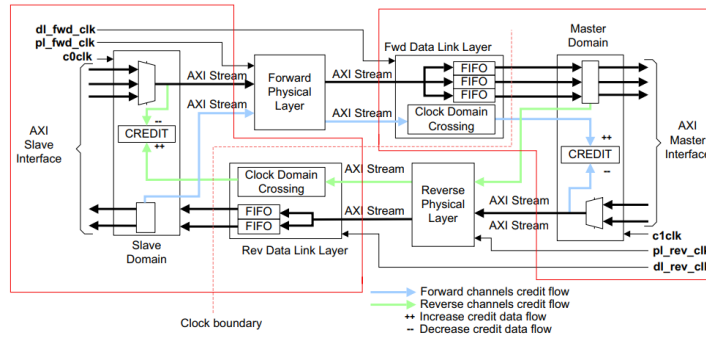 dl_fwd_clk
pl_fwd_clk
c0clk
Fwd Data Link Layer
Master
Domain
AXI Stream
Forward
Physical
Layer
AXI Stream
FIFO
FIFO
FIFO
AXI Stream
AXI Stream
Clock Domain
Crossing
--
CREDIT
++
AXI
Slave
Interface
++
CREDIT
--
AXI
Master
Interface
Clock Domain
Crossing
AXI Stream
AXI Stream
Reverse
Physical
Layer
FIFO
FIFO
AXI Stream
AXI Stream
AXI Stream
Slave
Domain
Rev Data Link Layer
c1clk
pl_rev_clk
dl_rev_clk
Forward channels credit flow
Reverse channels credit flow
++ Increase credit data flow
-- Decrease credit data flow
Clock boundary